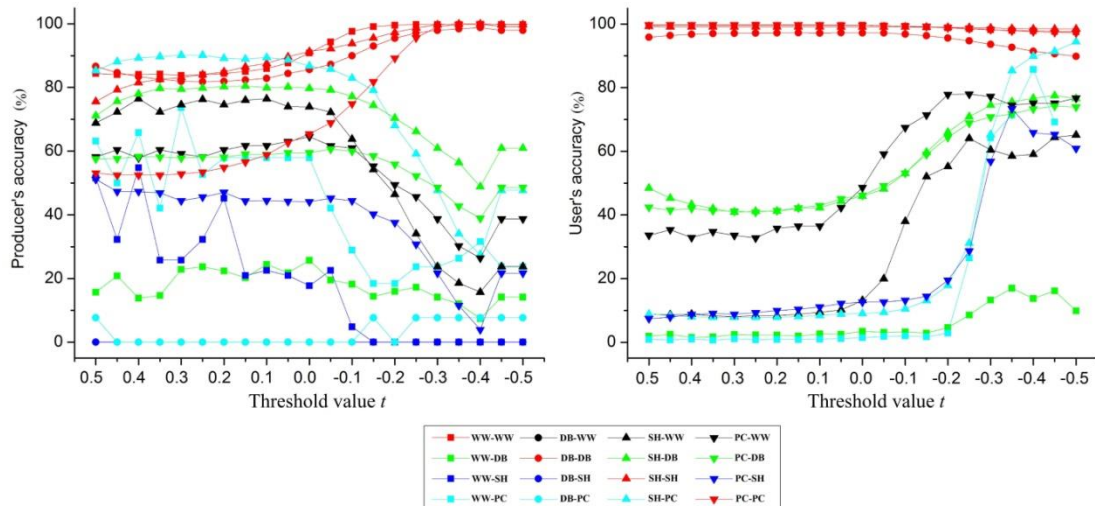 Producer's accuracy (%)
100
80
60
40
20
0
0.5 0.4 0.3 0.2 0.1 0.0 -0.1 -0.2 -0.3 -0.4 -0.5
Threshold value t
User's accuracy (%)
100
80
60
40
20
0
0.5 0.4 0.3 0.2 0.1 0.0 -0.1 -0.2 -0.3 -0.4 -0.5
Threshold value t
WW-WW DB-WW SH-WW PC-WW
WW-DB DB-DB SH-DB PC-DB
WW-SH DB-SH SH-SH PC-SH
WW-PC DB-PC SH-PC PC-PC